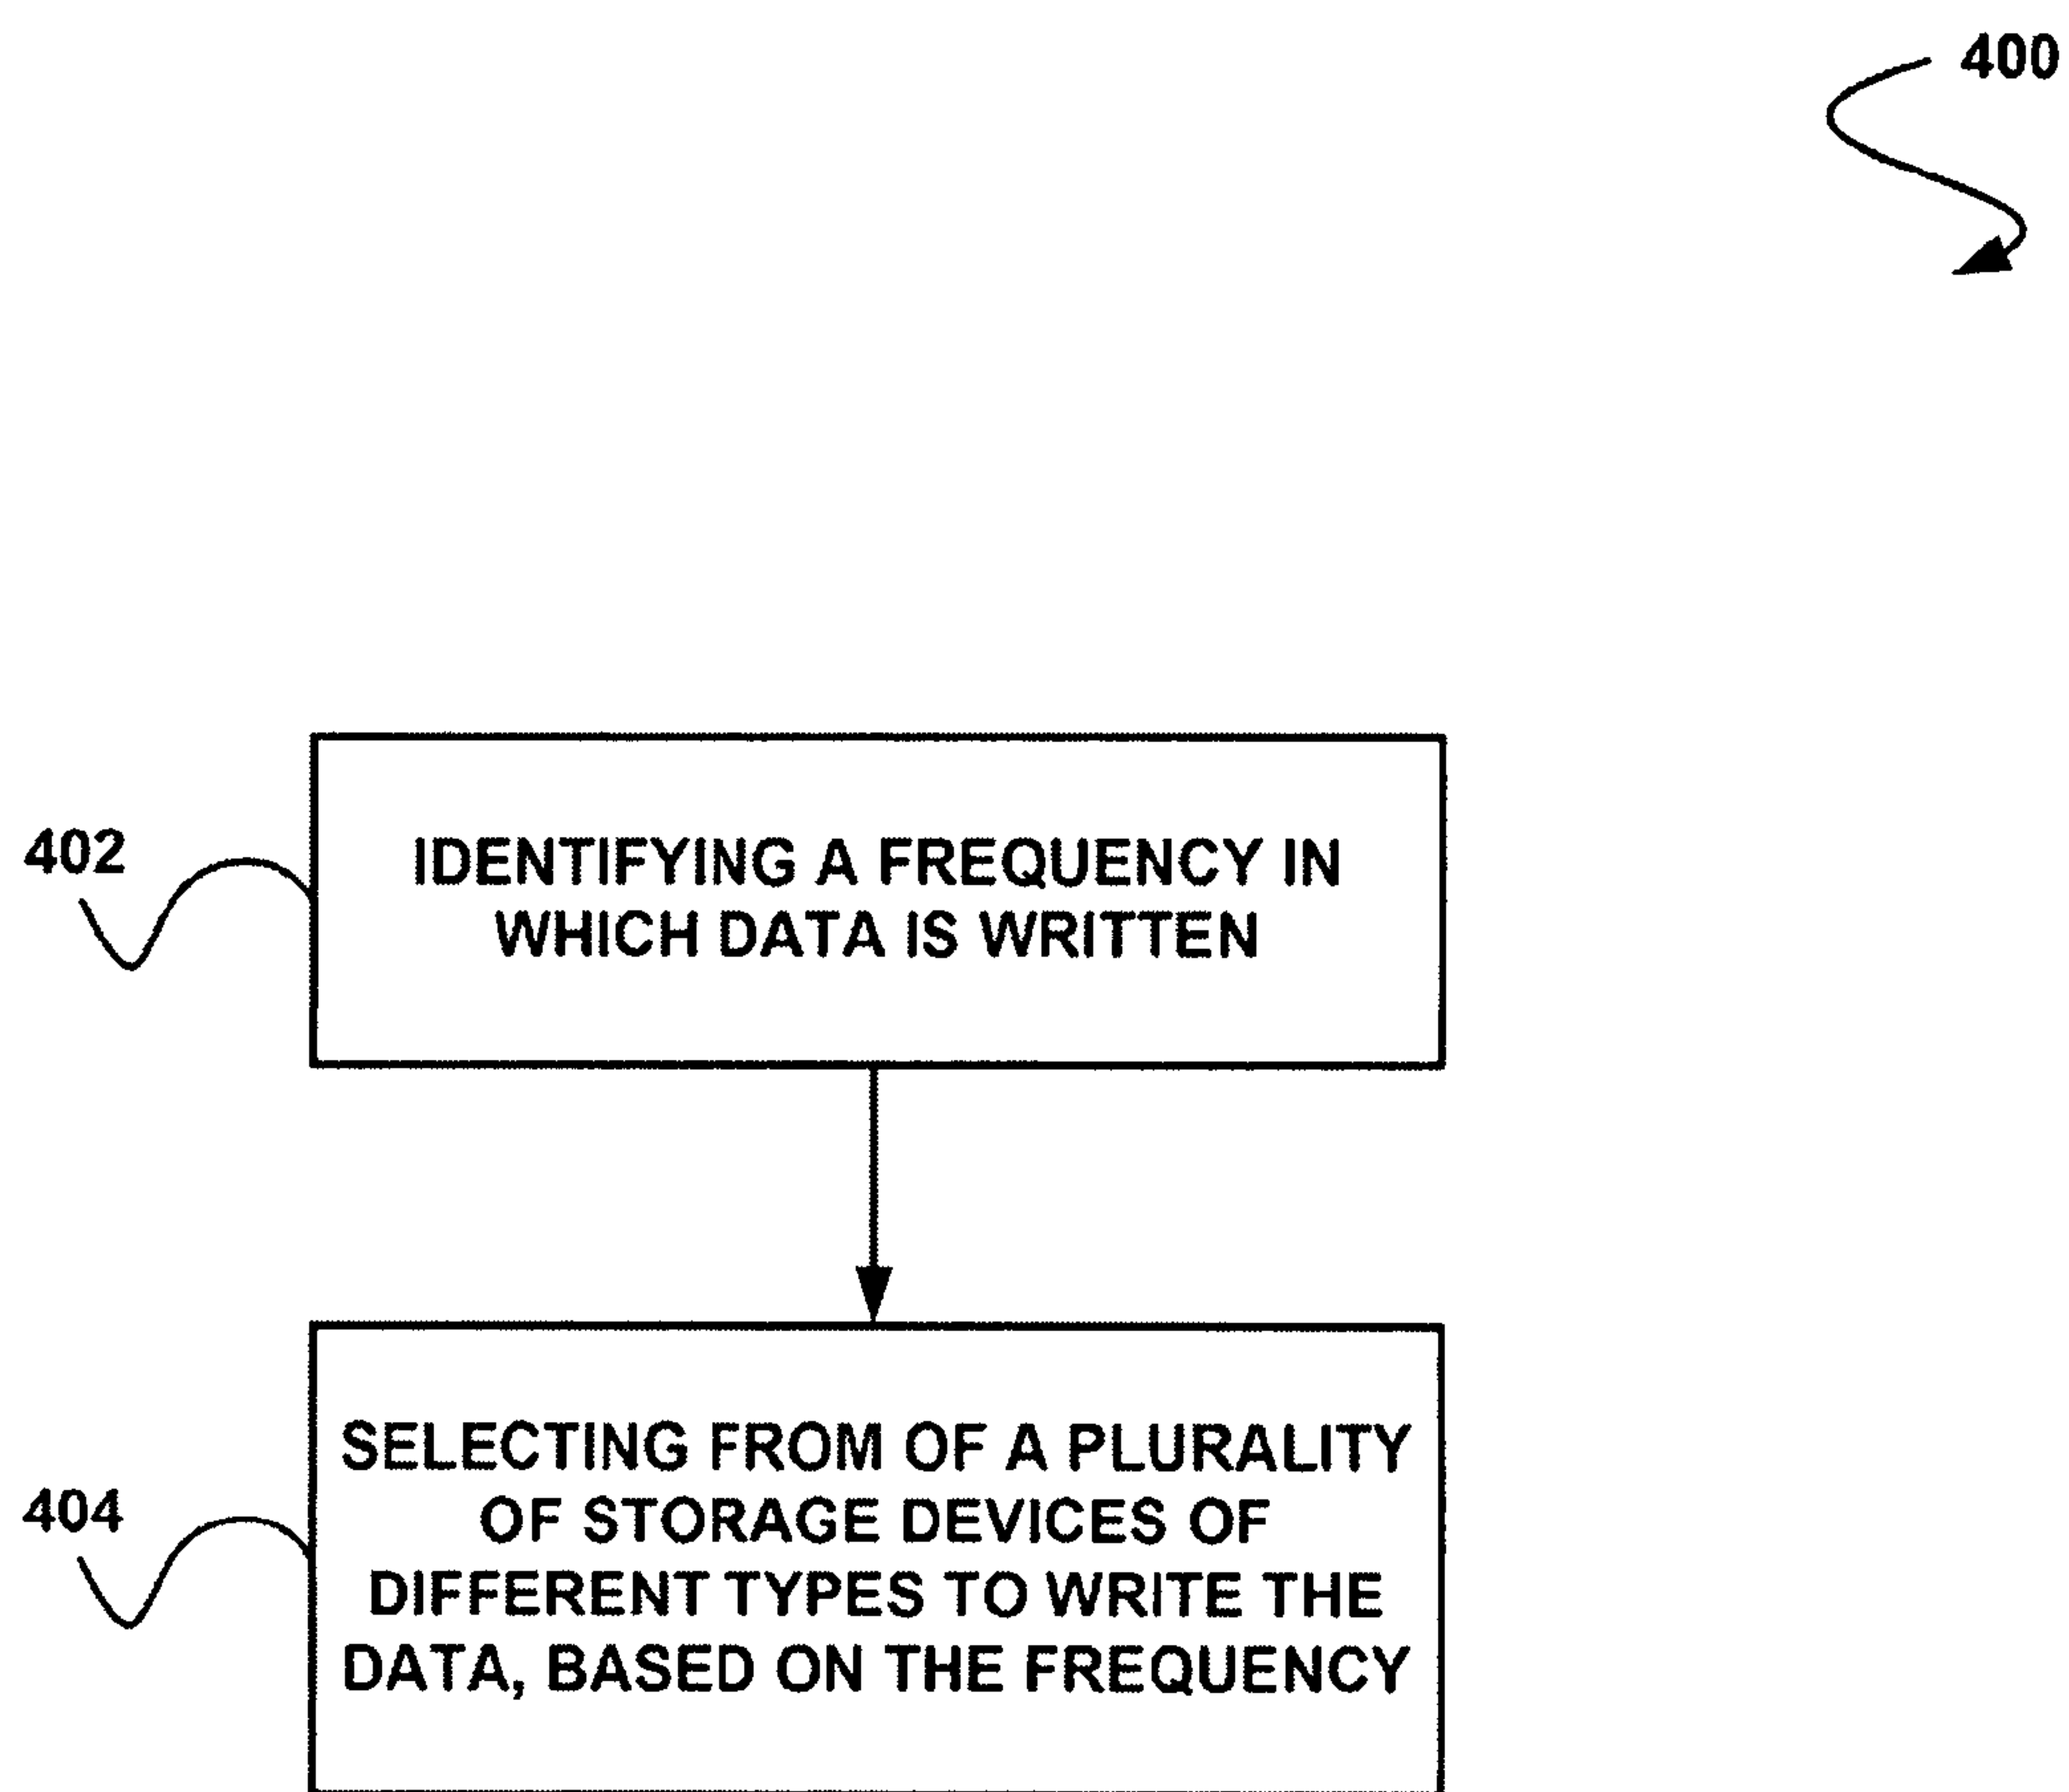 400
402
IDENTIFYING A FREQUENCY IN
WHICH DATA IS WRITTEN
404
SELECTING FROM OF A PLURALITY
OF STORAGE DEVICES OF
DIFFERENT TYPES TO WRITE THE
DATA, BASED ON THE FREQUENCY